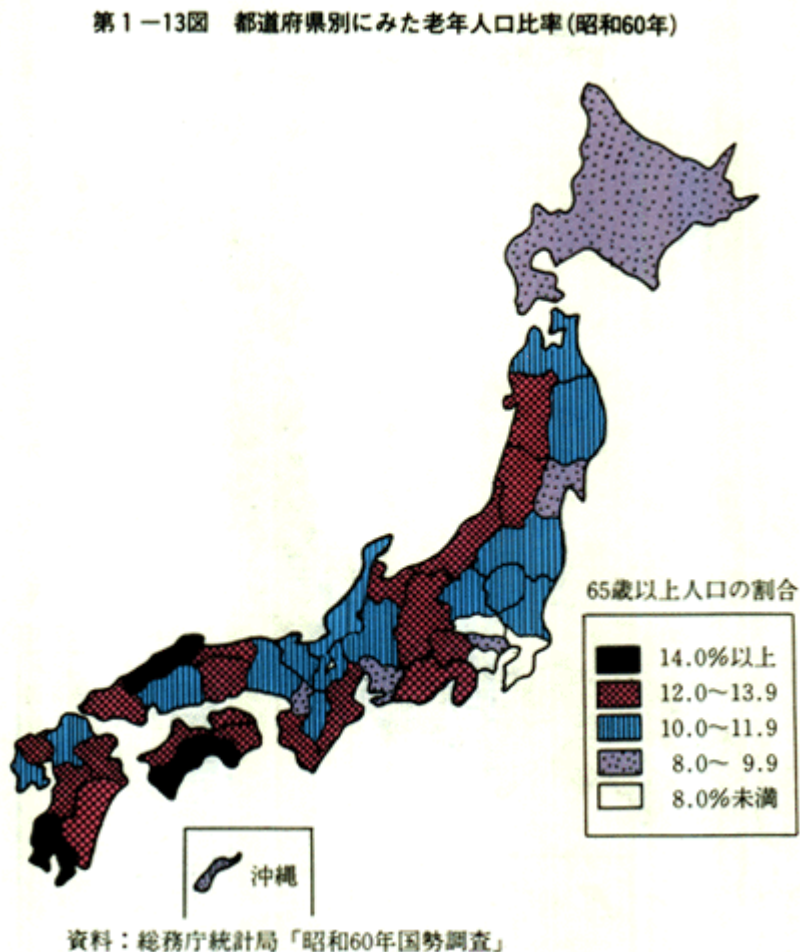 第1－13図　都道府県別にみた老年人口比率(昭和60年)
65歳以上人口の割合
14.0%以上
12.0～13.9
10.0～11.9
8.0～ 9.9
8.0%未満
沖縄
資料：総務庁統計局「昭和60年国勢調査」